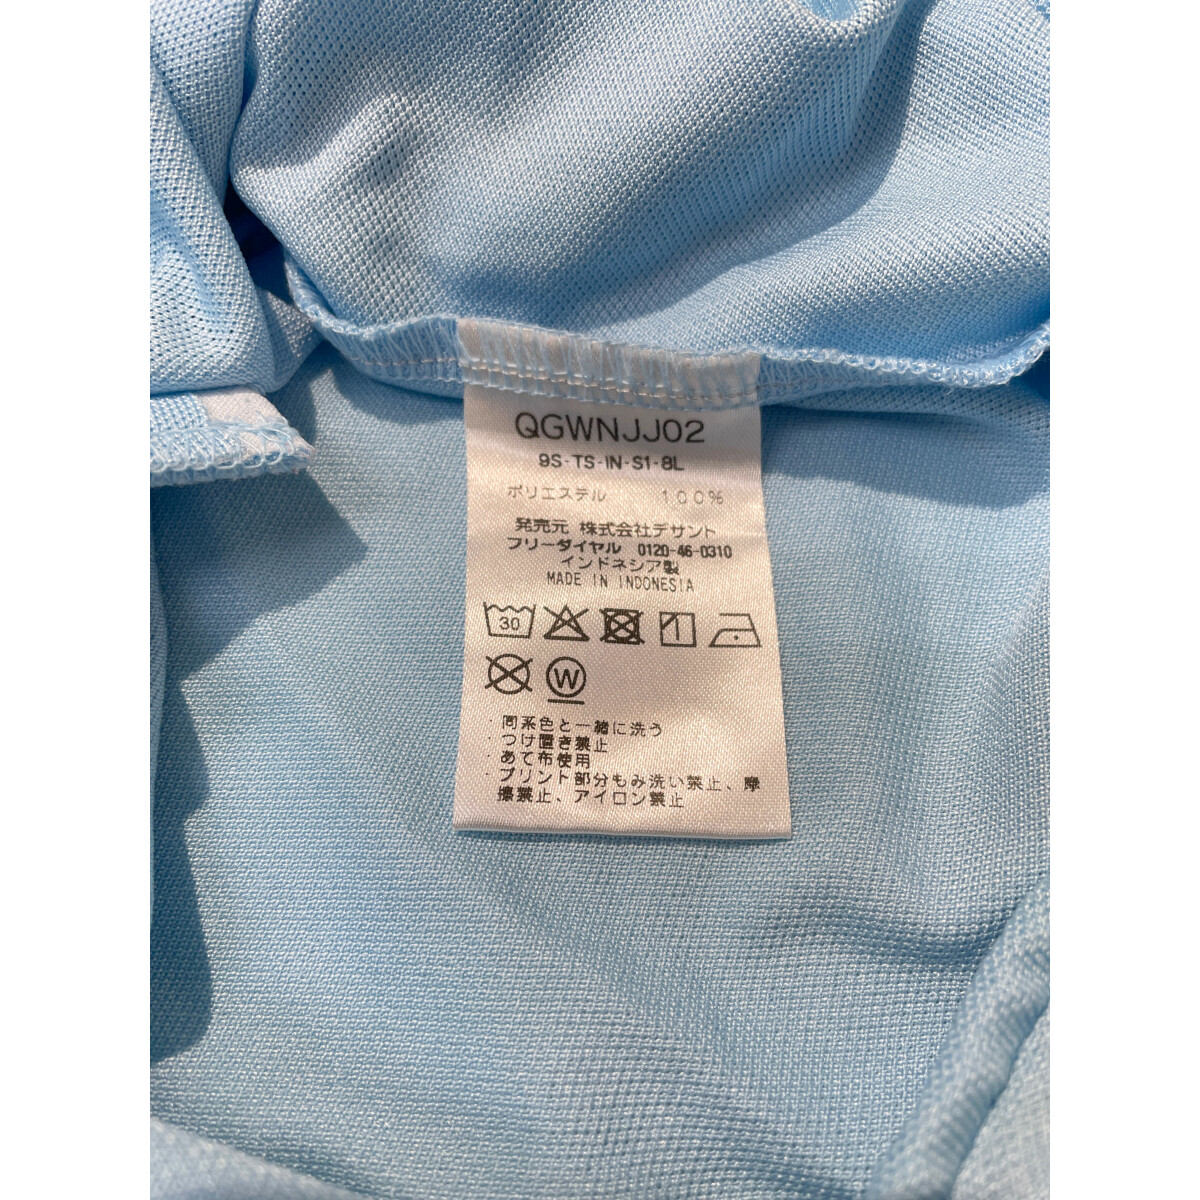 QGWNJJ02
9S-TS-IN-S1-8L
ポリエステル 100%
発売元 株式会社デサント
フリーダイヤル 0120-46-0310
インドネシア製
MADE IN INDONESIA
30
W
・同系色と一緒に洗う
・つけ置き禁止
・あて布使用
・プリント部分もみ洗い禁止、摩
擦禁止、アイロン禁止